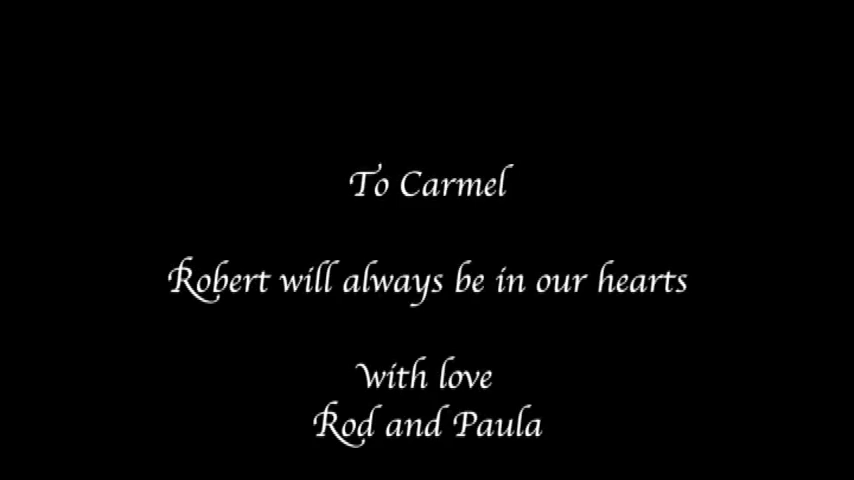 To Carmel
Robert will always be in our hearts
With love
Rod and Paula